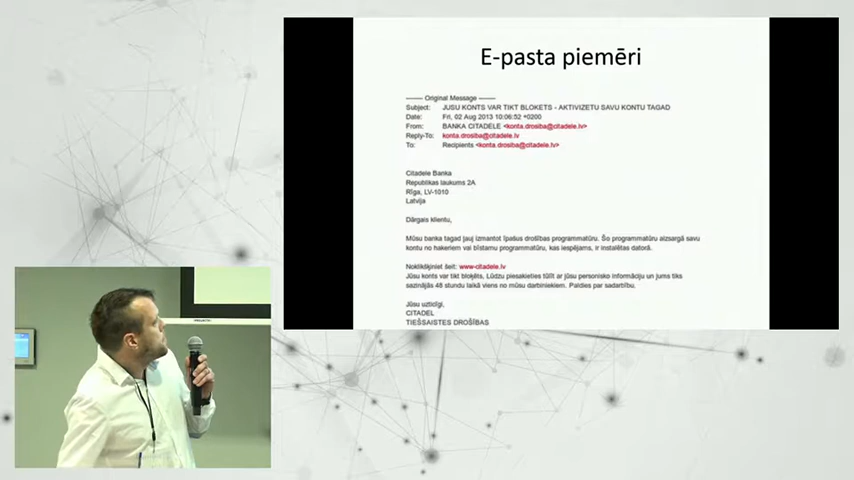 E-pasta piemēri
-------- Original Message --------
Subject: JUSU KONTS VAR TIKT BLOKETS - AKTIVIZETU SAVU KONTU TAGAD
Date: Fri, 02 Aug 2013 10:06:52 +0200
From: BANKA CITADELE <konta.drosiba@citadele.lv>
Reply-To: konta.drosiba@citadele.lv
To: Recipients <konta.drosiba@citadele.lv>
Citadele Banka
Republikas laukums 2A
Rīga, LV-1010
Latvija
Dārgais klientu,
Mūsu banka tagad ļauj izmantot īpašus drošības programmatūru. Šo programmatūru aizsargā savu
kontu no hakeriem vai bīstamu programmatūru, kas iespējams, ir instalētas datorā.
Noklikšķiniet šeit: www-citadele.lv
Jūsu konts var tikt bloķēts, Lūdzu piesakieties tūlīt ar jūsu personisko informāciju un jums tiks
sazinājās 48 stundu laikā viens no mūsu darbiniekiem. Paldies par sadarbību.
Jūsu uzticīgi,
CITADEL
TIEŠSAISTES DROŠĪBAS